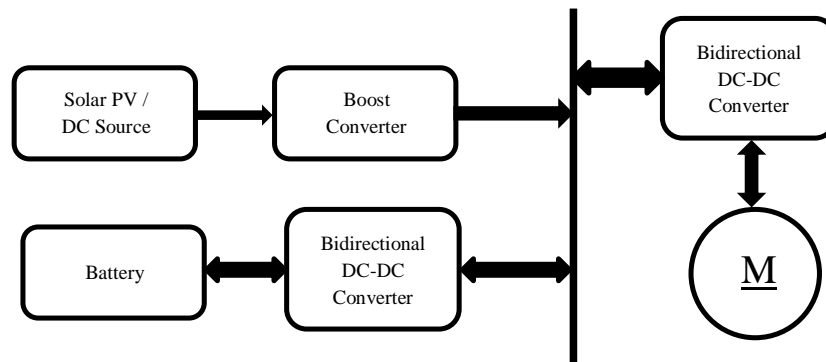 Solar PV /
DC Source
Boost
Converter
Bidirectional
DC-DC
Converter
Battery
Bidirectional
DC-DC
Converter
M